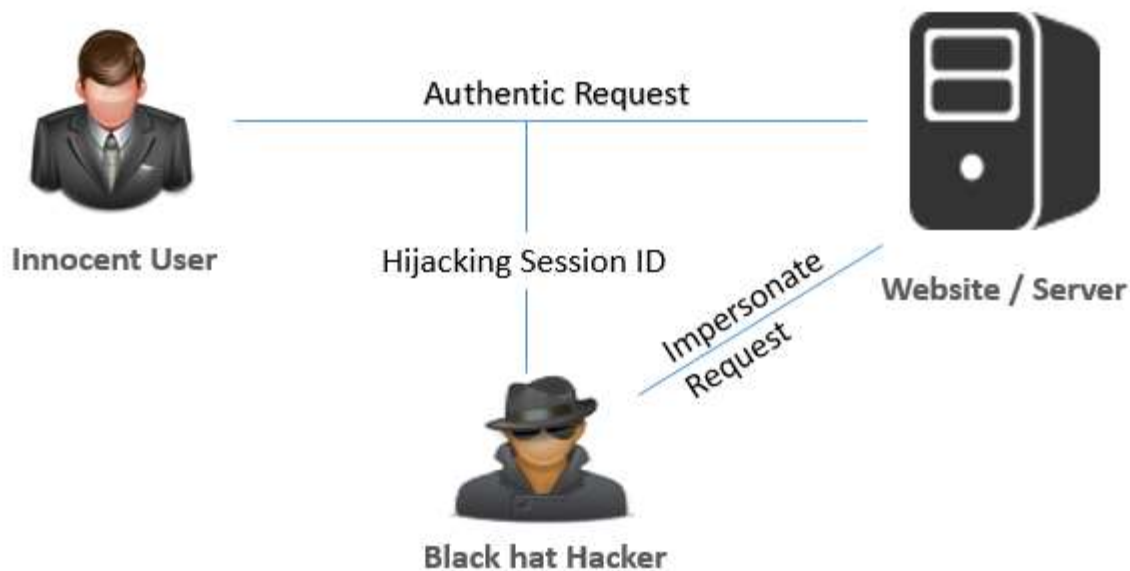 Authentic Request
Innocent User
Hijacking Session ID
Impersonate
Request
Website / Server
Black hat Hacker